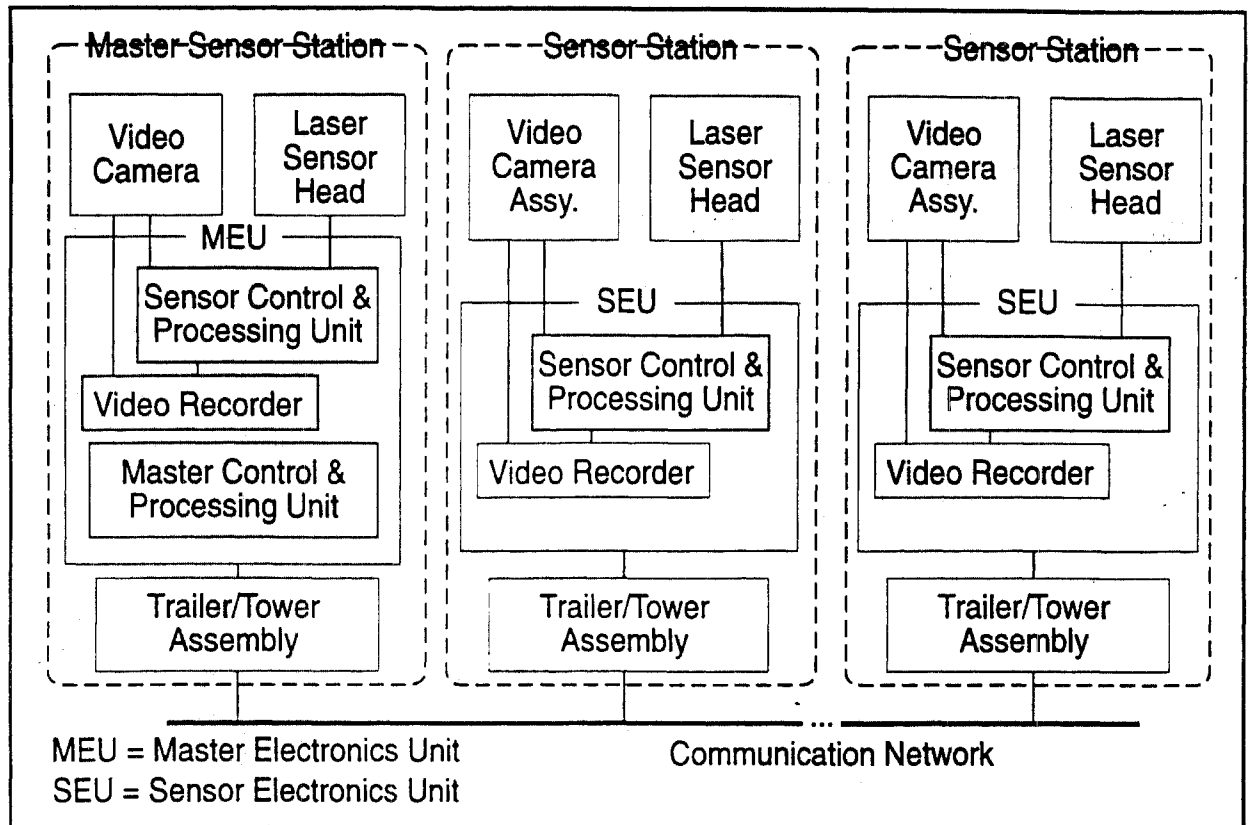 Master Sensor Station
Video
Camera
Laser
Sensor
Head
MEU
Sensor Control &
Processing Unit
Video Recorder
Master Control &
Processing Unit
Trailer/Tower
Assembly
Sensor Station
Video
Camera
Assy.
Laser
Sensor
Head
SEU
Sensor Control &
Processing Unit
Video Recorder
Trailer/Tower
Assembly
Sensor Station
Video
Camera
Assy.
Laser
Sensor
Head
SEU
Sensor Control &
Processing Unit
Video Recorder
Trailer/Tower
Assembly
...
MEU = Master Electronics Unit
Communication Network
SEU = Sensor Electronics Unit